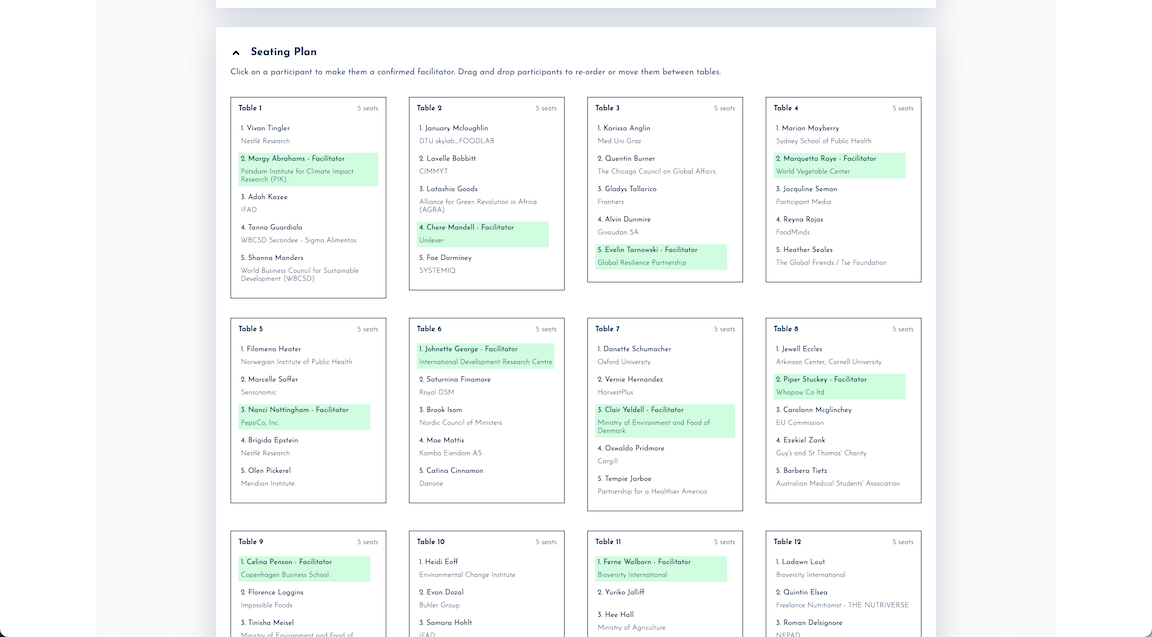 Seating Plan
Click on a participant to make them a confirmed facilitator. Drag and drop participants to re-order or move them between tables.
Table 1 5 seats
1. Vivan Tingler
Nestlé Research
2. Margy Abrahams - Facilitator
Potsdam Institute for Climate Impact
Research (PIK)
3. Adah Kazee
IFAD
4. Tanna Guardiola
WBCSD Secondee - Sigma Alimentos
5. Shanna Manders
World Business Council for Sustainable
Development (WBCSD)
Table 2 5 seats
1. January Mcloughlin
DTU skylab_FOODLAB
2. Lavelle Bobbitt
CIMMYT
3. Latashia Goods
Alliance for Green Revolution in Africa
(AGRA)
4. Chere Mandell - Facilitator
Unilever
5. Fae Dorminey
SYSTEMIQ
Table 3 5 seats
1. Karissa Anglin
Med Uni Graz
2. Quentin Burner
The Chicago Council on Global Affairs
3. Gladys Tallarico
Frontiers
4. Alvin Dunmire
Givaudan SA
5. Evelin Tarnowski - Facilitator
Global Resilience Partnership
Table 4 5 seats
1. Marian Mayberry
Sydney School of Public Health
2. Marquetta Raye - Facilitator
World Vegetable Center
3. Jacquline Seman
Participant Media
4. Reyna Rojas
FoodMinds
5. Heather Seales
The Global Friends / Tse Foundation
Table 5 5 seats
1. Filomena Heater
Norwegian Institute of Public Health
2. Marcelle Saffer
Sensonomic
3. Nanci Nottingham - Facilitator
PepsiCo, Inc.
4. Brigida Epstein
Nestlé Research
5. Olen Pickerel
Meridian Institute
Table 6 5 seats
1. Johnette George - Facilitator
International Development Research Centre
2. Saturnina Finamore
Royal DSM
3. Brook Isom
Nordic Council of Ministers
4. Mae Mattis
Kambo Eiendom AS
5. Catina Cinnamon
Danone
Table 7 5 seats
1. Danette Schumacher
Oxford University
2. Vernie Hernandez
HarvestPlus
3. Clair Yeldell - Facilitator
Ministry of Environment and Food of
Denmark
4. Oswaldo Pridmore
Cargill
5. Tempie Jarboe
Partnership for a Healthier America
Table 8 5 seats
1. Jewell Eccles
Atkinson Center, Cornell University
2. Piper Stuckey - Facilitator
Whapow Co ltd
3. Carolann Mcglinchey
EU Commission
4. Ezekiel Zank
Guy's and St Thomas' Charity
5. Barbera Tietz
Australian Medical Students' Association
Table 9 5 seats
1. Celina Penson - Facilitator
Copenhagen Business School
2. Florence Loggins
Impossible Foods
3. Tinisha Meisel
Ministry of Environment and Food of
Table 10 5 seats
1. Heidi Eoff
Environmental Change Institute
2. Evon Dozal
Buhler Group
3. Samara Hohlt
IFAD
Table 11 5 seats
1. Ferne Walborn - Facilitator
Bioversity International
2. Yuriko Jolliff
3. Hee Hall
Ministry of Agriculture
Table 12 5 seats
1. Ladawn Lout
Bioversity International
2. Quintin Elsea
Freelance Nutritionist - THE NUTRIVERSE
3. Roman Delsignore
NEPAD